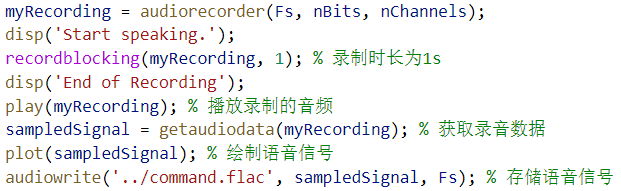 myRecording = audiorecorder(Fs, nBits, nChannels);
disp('Start speaking.');
recordblocking(myRecording, 1); % 录制时长为1s
disp('End of Recording');
play(myRecording); % 播放录制的音频
sampledSignal = getaudiodata(myRecording); % 获取录音数据
plot(sampledSignal); % 绘制语音信号
audiowrite('../command.flac', sampledSignal, Fs); % 存储语音信号